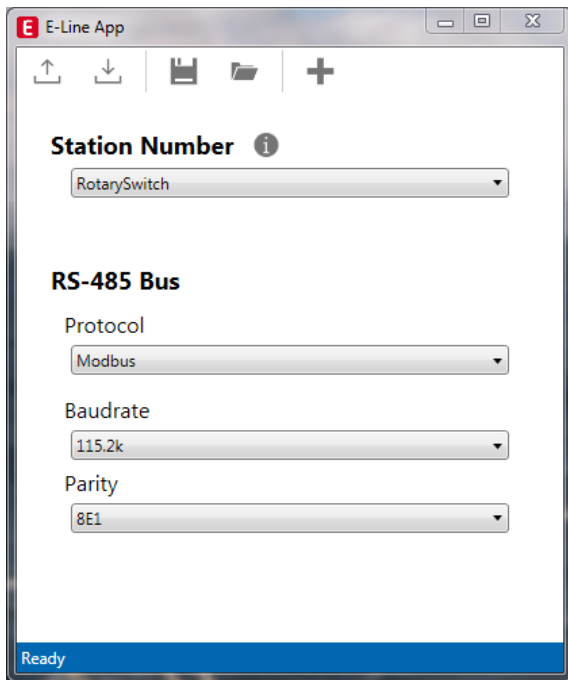 E E-Line App
Station Number i
RotarySwitch
RS-485 Bus
Protocol
Modbus
Baudrate
115.2k
Parity
8E1
Ready